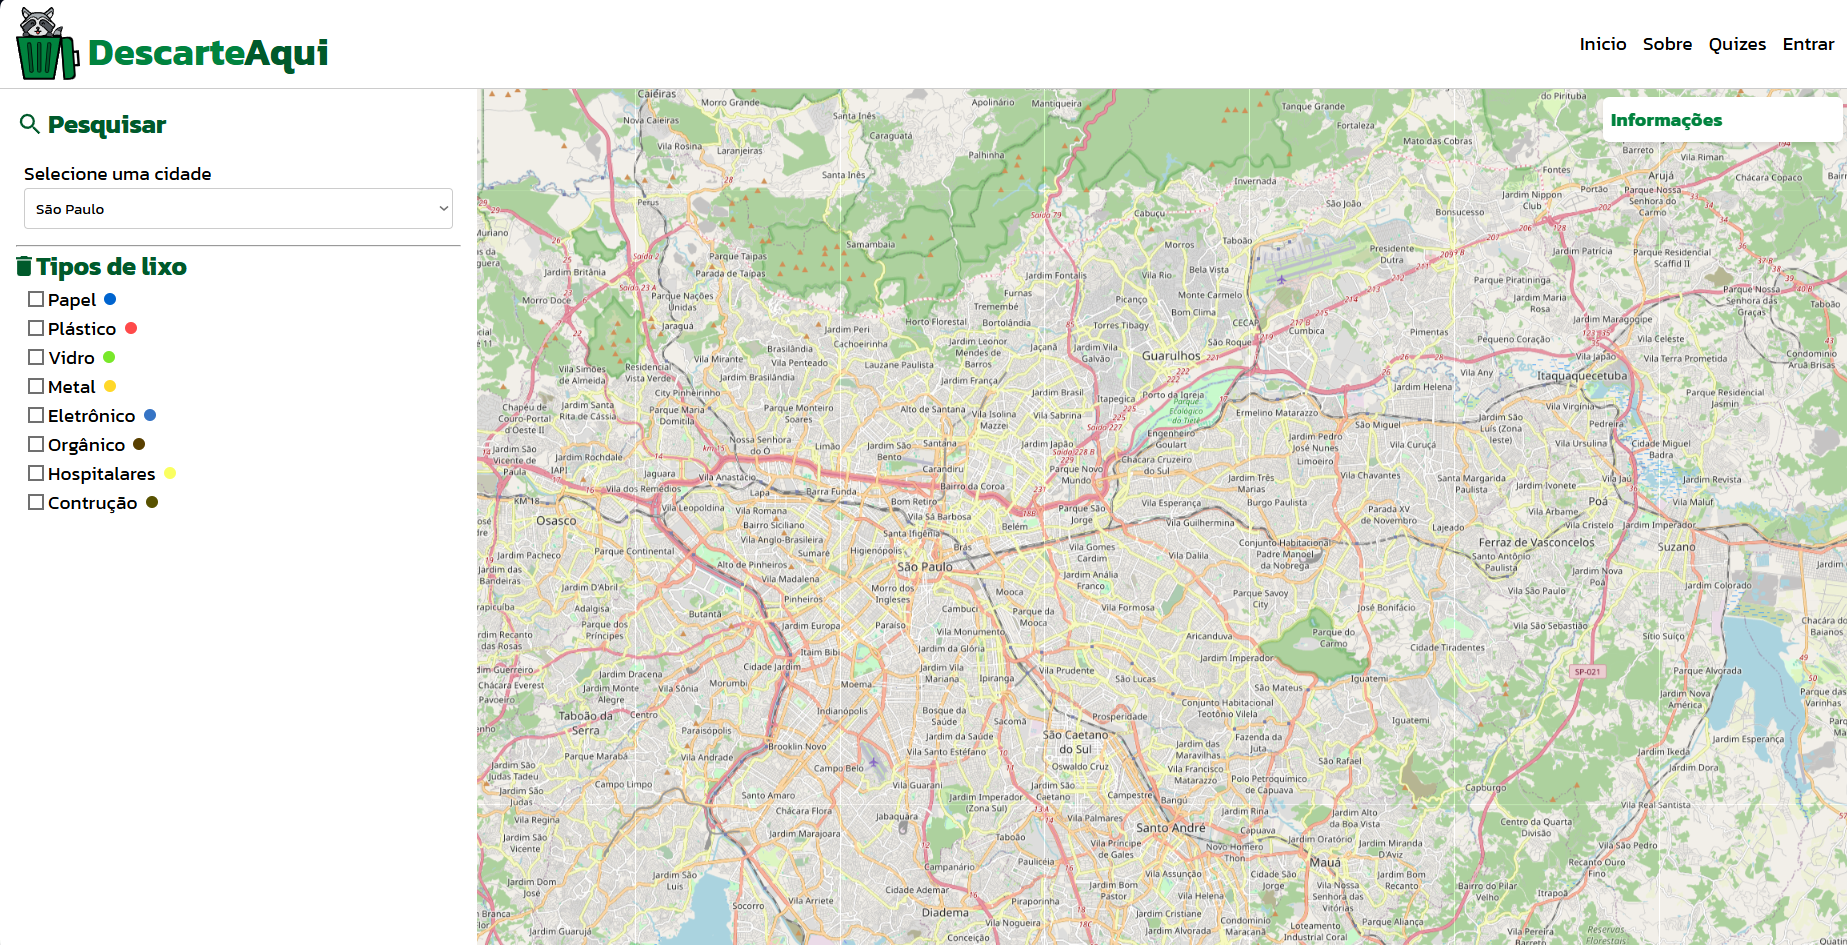 DescarteAqui
Inicio Sobre Quizes Entrar
Pesquisar
Selecione uma cidade
São Paulo
Tipos de lixo
Papel
Plástico
Vidro
Metal
Eletrônico
Orgânico
Hospitalares
Contrução
Informações
Caieiras
Morro Grande
Santa Inês
Apolinário
Mantiqueira
Tanque Grande
do Pirituba
Nova Caieiras
Caraguatá
Fortaleza
Mato das Cobras
Vila Rosina
Laranjeiras
Palhinha
Barreto
Vila Riman
Santa Inês
Invernada
Fontes
Arujá
Chácara Copaco
Perus
Saída 79
Cabuçu
São João
Bonsucesso
Jardim Nippon
Club
Portão
Parque Nossa
Senhora do
Carmo
Samambaia
Morros
Taboão
Presidente
Dutra
Jardim Patrícia
Parque Residencial
Scaffid II
Jardim Britânia
Parque Taipas
Parada de Taipas
Jardim Fontalis
Vila Rio
Bela Vista
Parque Piratininga
Morro Doce
Saída 23 A
Parque Nações
Unidas
Furnas
Tremembé
Picanço
Monte Carmelo
Bom Clima
Jardim Maria
Rosa
Parque Nossa
Senhora das
Graças
Jaraguá
Jardim Peri
Horto Florestal
Bortolândia
Torres Tibagy
CECAP
Cumbica
Pimentas
Jardim Maragogipe
Cachoeirinha
Jardim Leonor
Mendes de
Barros
Jaçanã
Jardim Vila
Galvão
Guarulhos
São Roque
Pequeno Coração
Vila Celeste
Vila Mirante
Brasilândia
Vila Penteado
Lauzane Paulista
Vila Japão
Vila Terra Prometida
Condomínio
Aruã Brisas
Vila Simões
de Almeida
Residencial
Vista Verde
Jardim Brasilândia
Jardim França
Jardim Brasil
Itapegica
Porto da Igreja
Parque
Ecológico
do Tietê
Jardim Helena
Vila Any
Itaquaquecetuba
City Pinheirinho
Chapéu de
Couro-Portal
d'Oeste II
Jardim Santa
Rita de Cássia
Parque Maria
Domitila
Parque Monteiro
Soares
Alto de Santana
Vila Isolina
Mazzei
Vila Sabrina
Ermelino Matarazzo
São Miguel
Jardim São
Luís (Zona
leste)
Vila Virginia
Parque Residencial
Jasmin
Pedreira
Nossa Senhora
do Ó
Limão
Jardim São
Bento
Santana
Jardim Japão
Saída 228 B
Engenheiro
Goulart
Jardim Pedro
José Nunes
Limoeiro
Vila Curuçá
Vila Ursulina
Cidade Miguel
Badra
Jardim São
Vicente de
Paula
Jardim Rochdale
IAPI
Jaguara
Vila Anastácio
Carandiru
Parque Novo
Mundo
Chácara Cruzeiro
do Sul
Vila Chavantes
Santa Margarida
Paulista
Jardim Ivonete
Vila Jaú
Jardim Revista
KM 18
Vila dos Remédios
Lapa
Barra Funda
Bairro da Coroa
Jardim Três
Marias
Poá
Vila Maluf
Osasco
Vila Leopoldina
Vila Romana
Bom Retiro
Vila Sá Barbosa
Belém
Parque São
Jorge
Vila Esperança
Burgo Paulista
Parada XV
de Novembro
Vila Arbame
Bairro Siciliano
Santa Ifigênia
Vila Guilhermina
Lajeado
Vila Cristelo
Jardim Imperador
Jardim Pacheco
Parque Continental
Vila Anglo-Brasileira
Sumaré
Higienópolis
Brás
Vila Gomes
Cardim
Vila Dalila
Conjunto Habitacional
Padre Manoel
da Nobrega
Ferraz de Vasconcelos
Suzano
Jardim das
Bandeiras
Alto de Pinheiros
São Paulo
Santo Antônio
Paulista
Jardim Nova
Poá
Jardim D'Abril
Vila Madalena
Morro dos
Ingleses
Mooca
Jardim Anália
Franco
Parque Savoy
City
Vila São Paulo
Jardim Colorado
Adalgisa
Butantã
Pinheiros
Cambuci
Parque da
Mooca
Vila Formosa
José Bonifácio
Parque dos
Príncipes
Jardim Europa
Paraíso
Vila Monumento
Aricanduva
Parque do
Carmo
Vila São Sebastião
Sítio Suíço
Chácara do
Baianos
Itaim Bibi
Jardim da Glória
Jardim Imperador
Cidade Tiradentes
Cidade Jardim
Jardim Vila
Mariana
Vila Prudente
Iguatemi
SP-021
Parque Alvorada
Jardim Dracena
Morumbi
Moema
Ipiranga
São Lucas
São Mateus
Chácara Everest
Jardim Monte
Alegre
Vila Sônia
Jardim Nova
América
Parque das
Varinhas
Taboão da
Serra
Centro
Indianópolis
Bosque da
Saúde
Sacomã
Prosperidade
Conjunto Habitacional
Teotônio Vilela
Iguatemi
Paraisópolis
Jardim da Saúde
São Caetano
do Sul
Jardim das
Maravilhas
Fazenda da
Juta
Jardim Esperança
Parque Marabá
Vila Andrade
Brooklin Novo
Vila Santo Estéfano
Oswaldo Cruz
Vila Francisco
Matarazzo
São Rafael
Jardim Ikeda
Jardim Dora
Jardim São
Judas Tadeu
Campo Limpo
Campo Belo
Vila Guarani
Jardim São
Caetano
Polo Petroquimico
de Capuava
Capburgo
Santo Amaro
Jardim Imperador
(Zona Sul)
Campestre
Bangú
Vila Real Santista
Vila Regina
Chácara Flora
Jabaquara
Vila Palmares
Jardim Rina
Jardim Alto
da Boa Vista
Centro da Quarta
Divisão
Jardim São
Vicente
Jardim Marajoara
Taboão
Santo André
Capuava
Jardim Oratório
Jardim Miranda
D'Aviz
Vila São Pedro
Vila Príncipe
de Gales
Novo Homero
Thon
Mauá
Recanto Ouro
Fino
Jardim Dom
José
Jardim São
Luis
Campanário
Pauliceia
Vila Assunção
Cidade São
Jorge
Jardim Bom
Recanto
Bairro do Pilar
Velho
Itrapoã
Cidade Ademar
Piraporinha
Jardim Bom
Pastor
Vila Helena
Vila Nossa
Senhora das
Vitórias
Socorro
Vila Arriete
Diadema
Vila Nogueira
Jardim Cristiane
Condominio
Maracanã
Parque Aliança
Jardim Guarujá
Conceição
Jardim Alvorada
Loteamento
Industrial Coral
Vila Pereira
Barreto
Reservas
Florestais